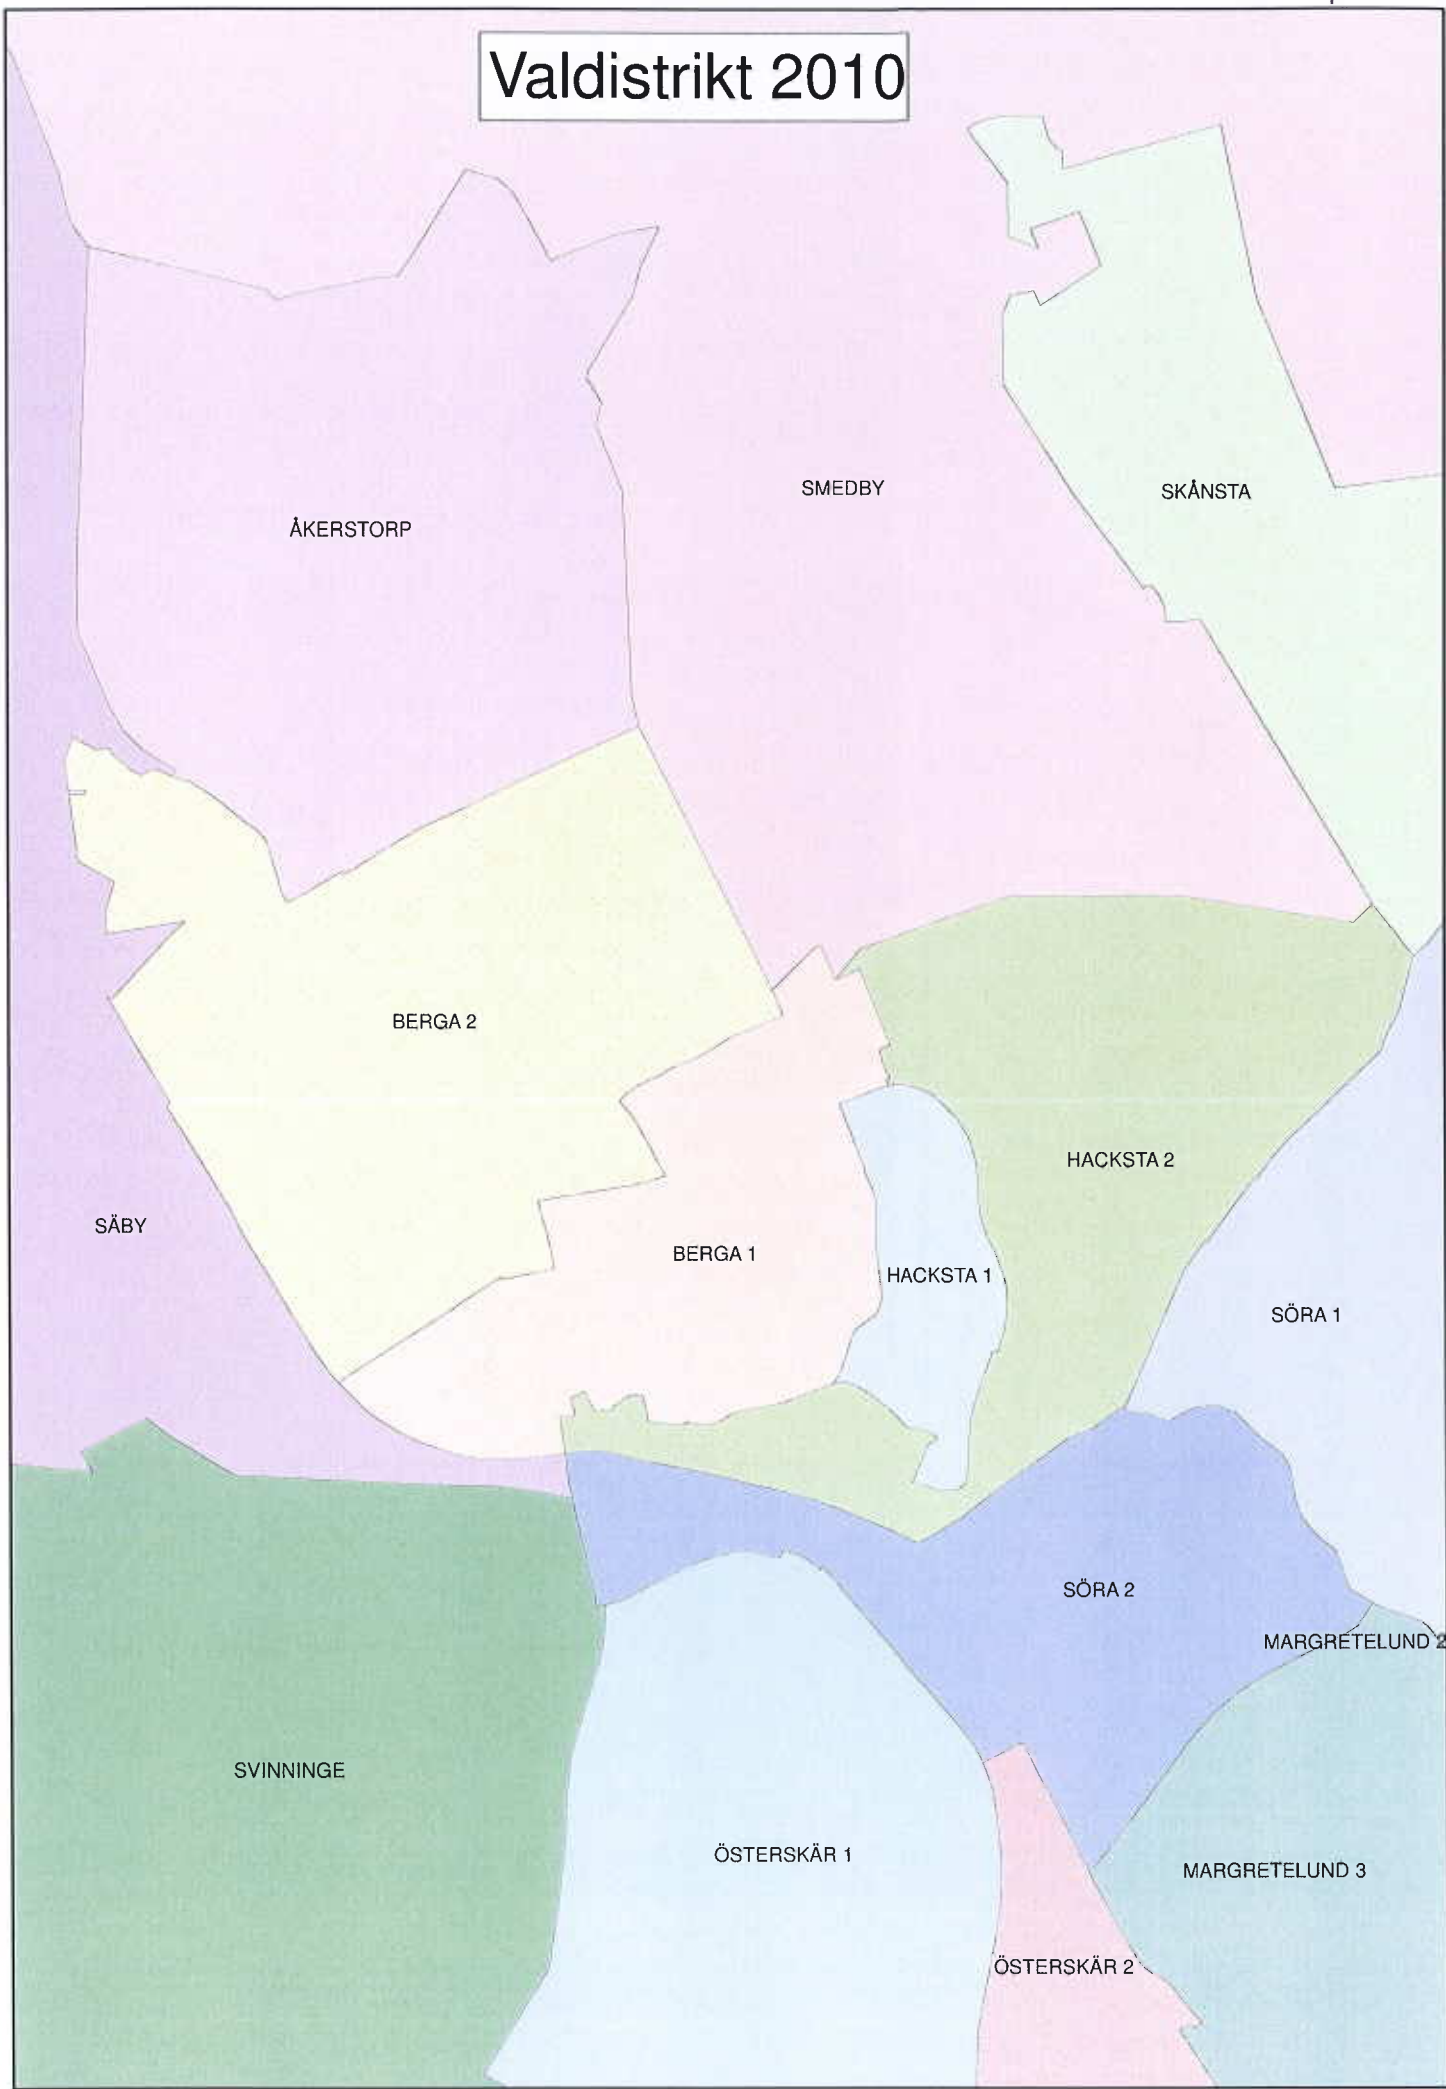 Valdistrikt 2010
SMEDBY
SKÅNSTA
ÅKERSTORP
BERGA 2
HACKSTA 2
SÄBY
BERGA 1
HACKSTA 1
SÖRA 1
SÖRA 2
MARGRETELUND 2
SVINNINGE
ÖSTERSKÄR 1
MARGRETELUND 3
ÖSTERSKÄR 2